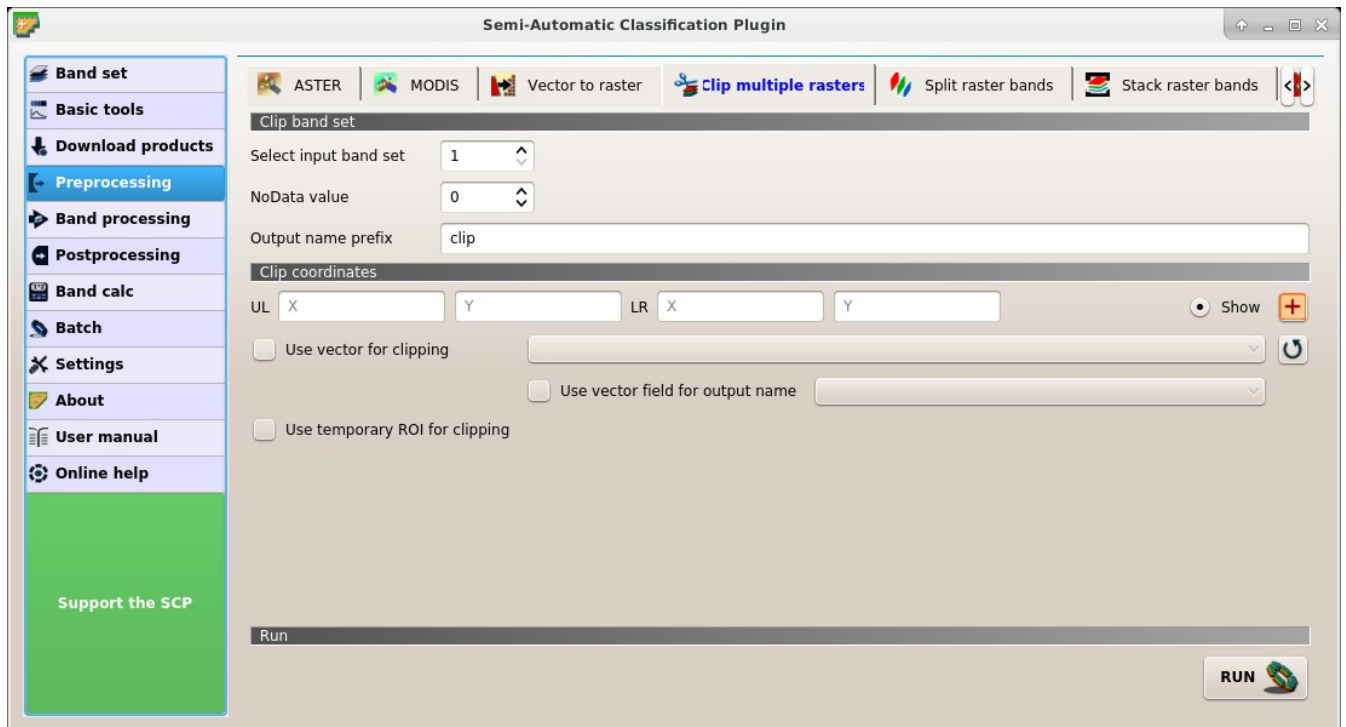 Semi-Automatic Classification Plugin
Band set
Basic tools
Download products
Preprocessing
Band processing
Postprocessing
Band calc
Batch
Settings
About
User manual
Online help
Support the SCP
ASTER MODIS Vector to raster Clip multiple rasters Split raster bands Stack raster bands
Clip band set
Select input band set 1
NoData value 0
Output name prefix clip
Clip coordinates
UL X Y LR X Y Show
Use vector for clipping
Use vector field for output name
Use temporary ROI for clipping
Run
RUN